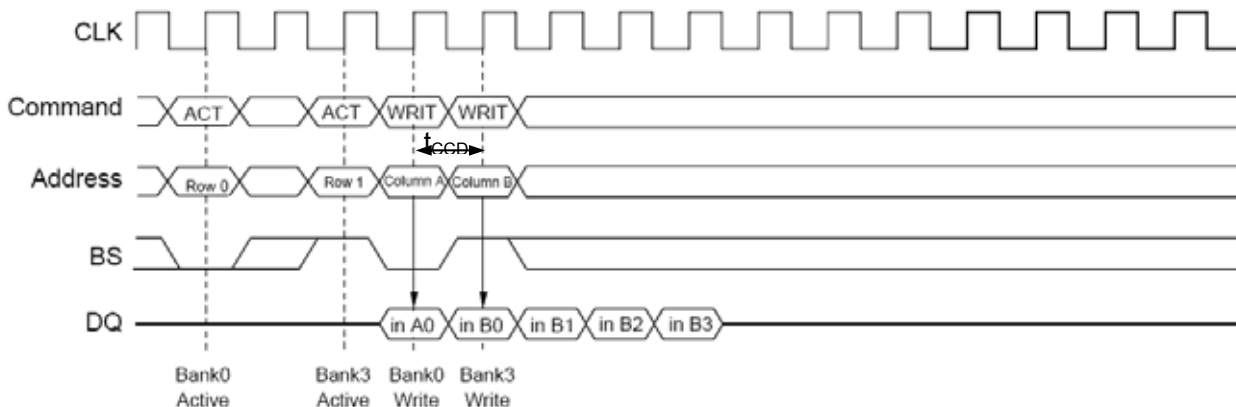 CLK
Command ACT ACT WRIT WRIT
tCCD
Address Row 0 Row 1 Column A Column B
BS
DQ in A0 in B0 in B1 in B2 in B3
Bank0 Bank3 Bank0 Bank3
Active Active Write Write